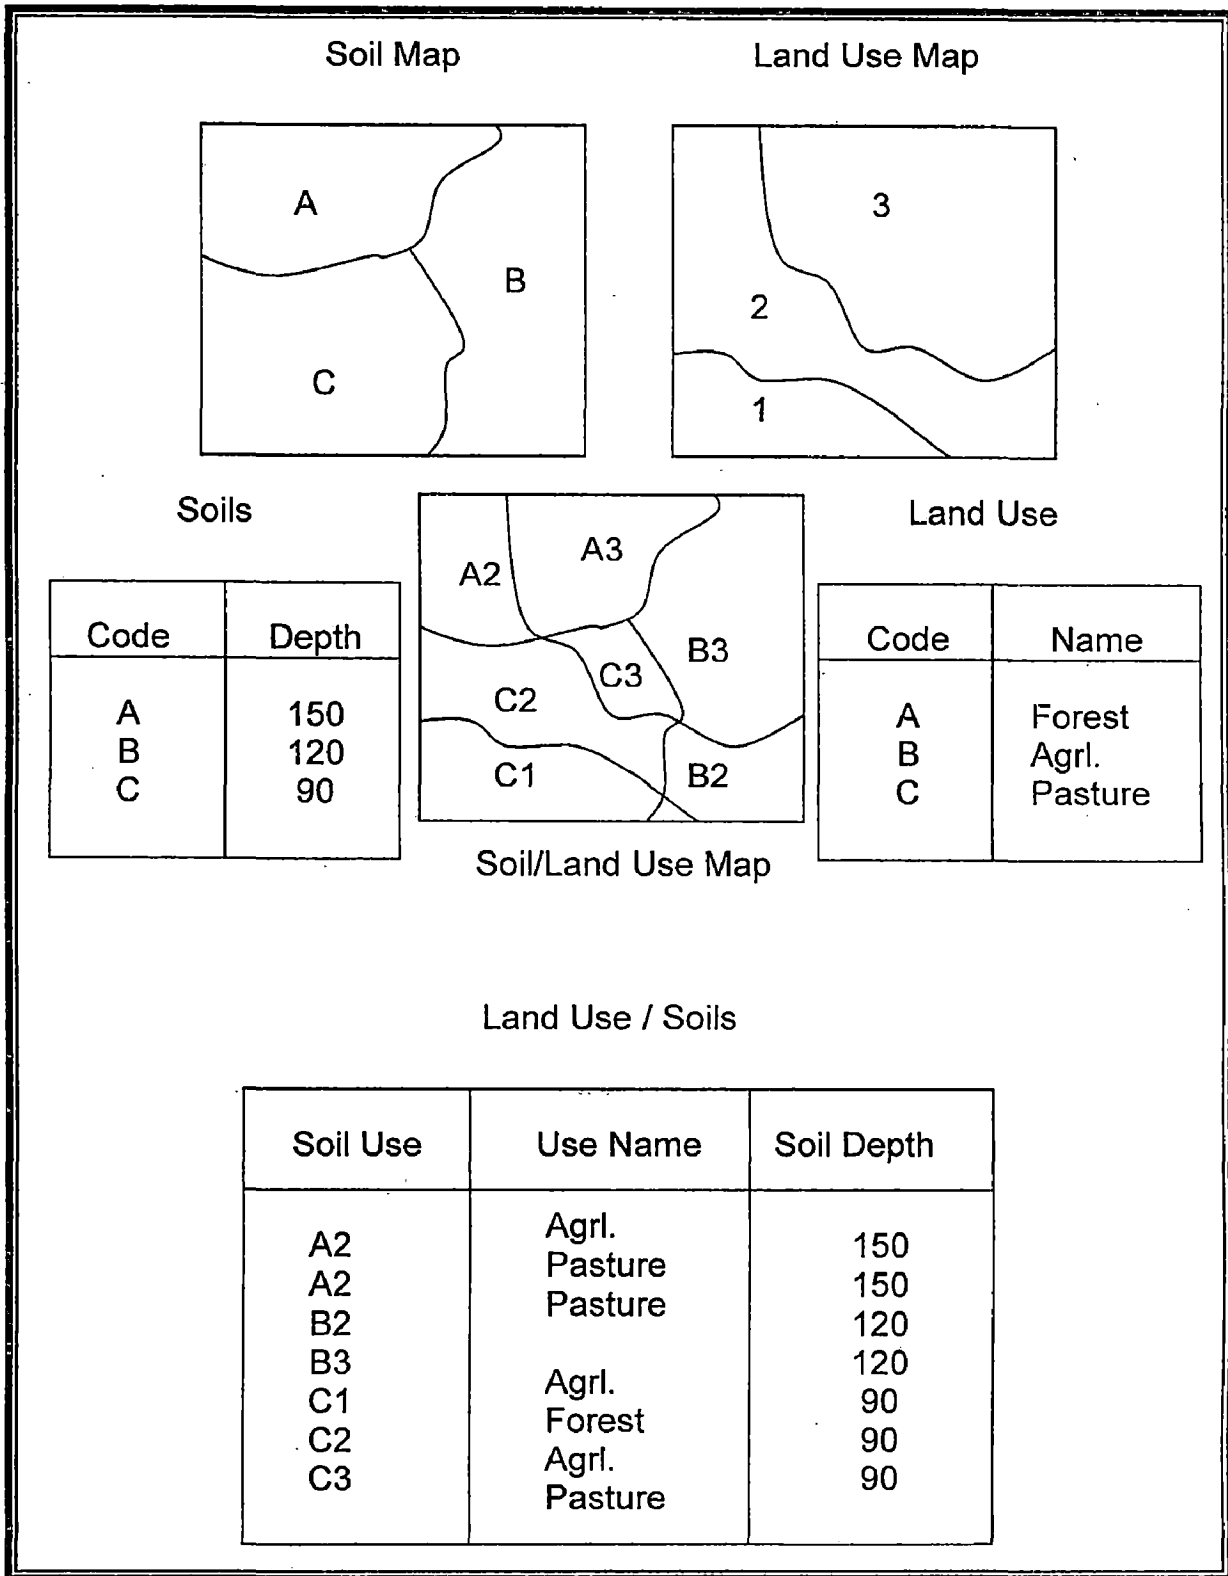 Soil Map
Land Use Map
A
B
C
3
2
1
Soils
Land Use
A2
A3
B3
C3
C2
C1
B2
Code Depth
A 150
B 120
C 90
Code Name
A Forest
B Agrl.
C Pasture
Soil/Land Use Map
Land Use / Soils
Soil Use Use Name Soil Depth
A2
A2
B2
B3
C1
C2
C3
Agrl.
Pasture
Pasture
Agrl.
Forest
Agrl.
Pasture
150
150
120
120
90
90
90